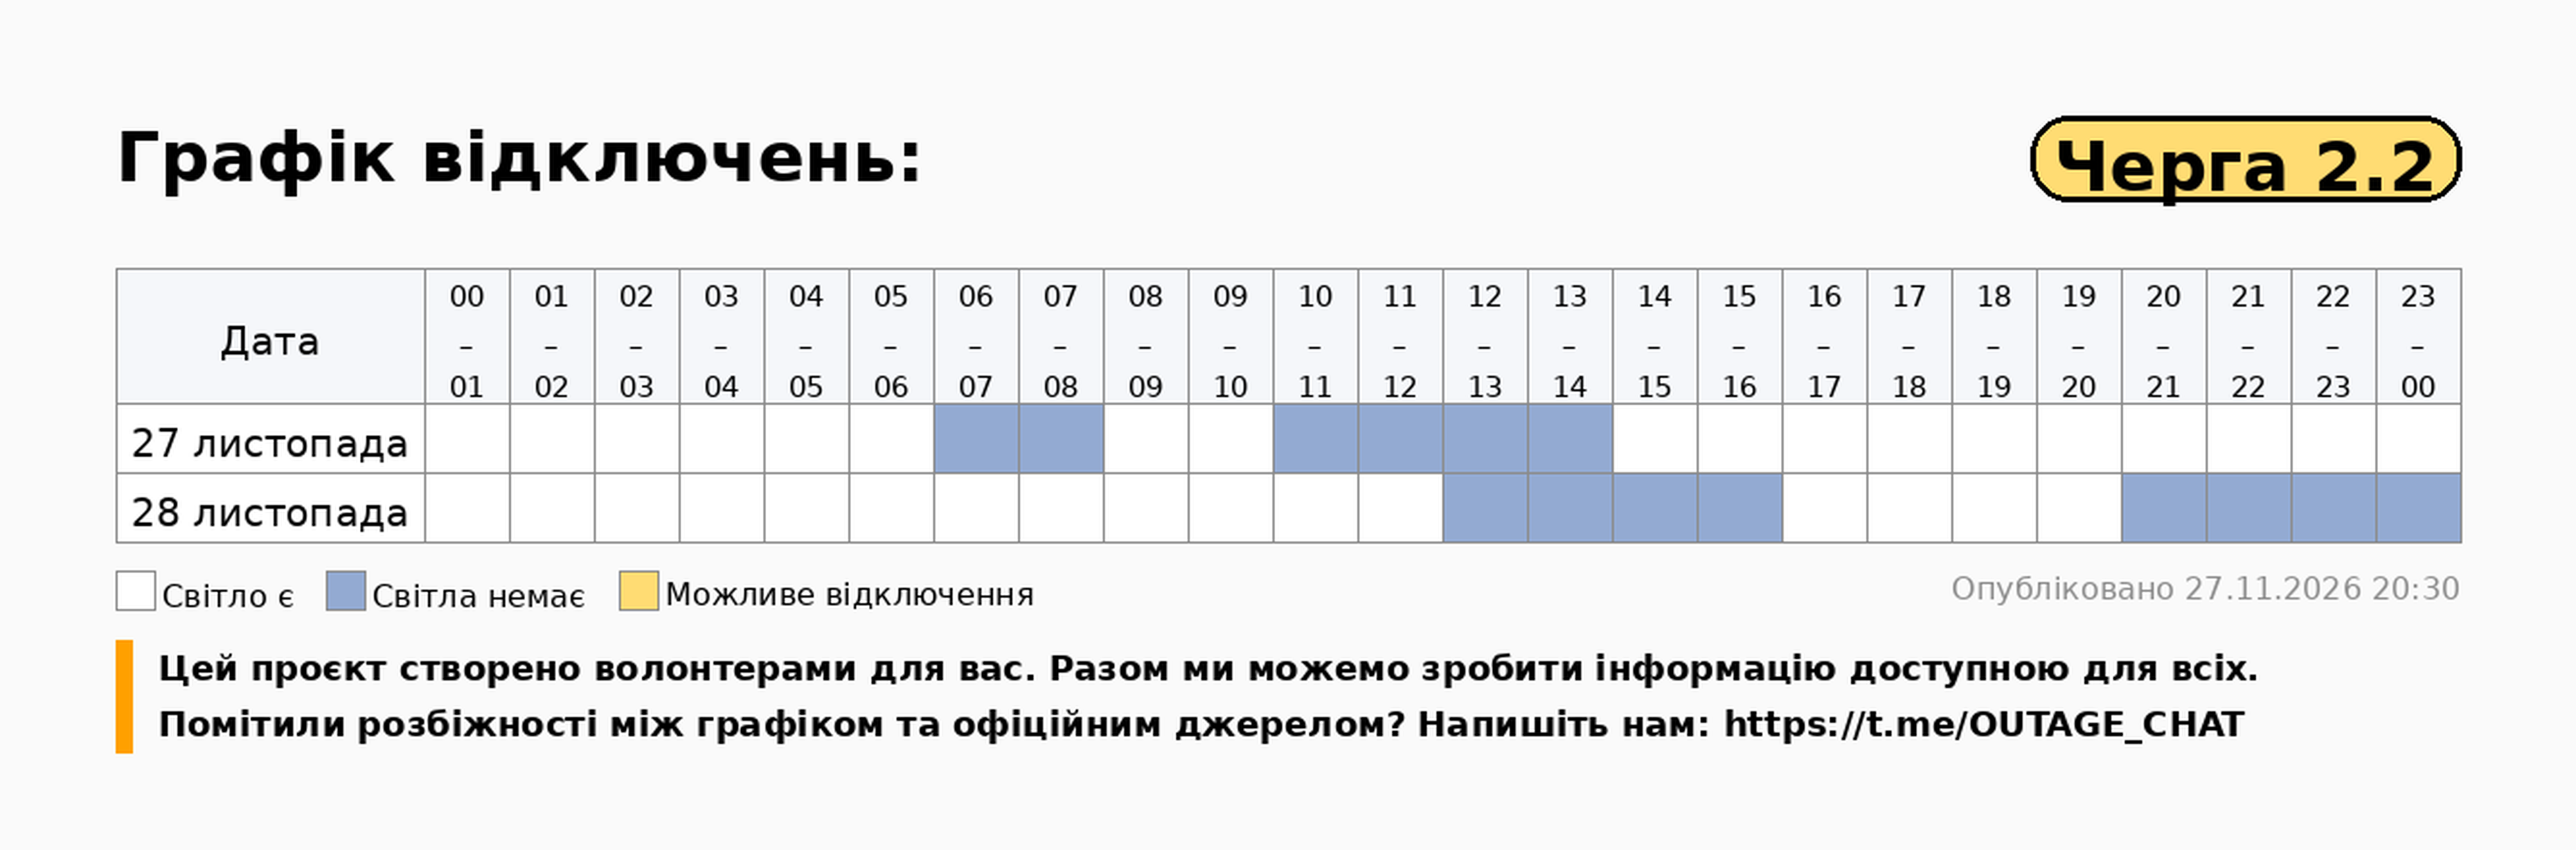 Графік відключень:
Черга 2.2
Дата 00 – 01 01 – 02 02 – 03 03 – 04 04 – 05 05 – 06 06 – 07 07 – 08 08 – 09 09 – 10 10 – 11 11 – 12 12 – 13 13 – 14 14 – 15 15 – 16 16 – 17 17 – 18 18 – 19 19 – 20 20 – 21 21 – 22 22 – 23 23 – 00
27 листопада
28 листопада
Світло є Світла немає Можливе відключення
Опубліковано 27.11.2026 20:30
Цей проєкт створено волонтерами для вас. Разом ми можемо зробити інформацію доступною для всіх.
Помітили розбіжності між графіком та офіційним джерелом? Напишіть нам: https://t.me/OUTAGE_CHAT